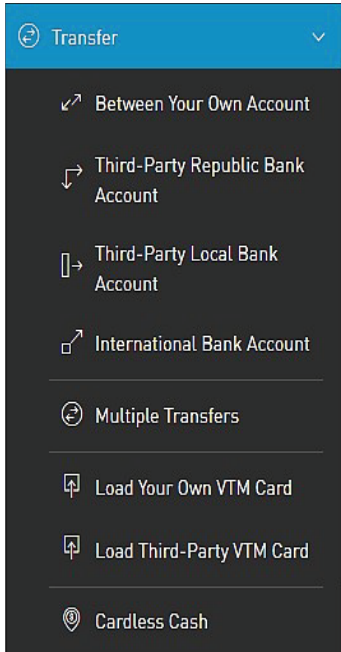 Transfer
Between Your Own Account
Third-Party Republic Bank
Account
Third-Party Local Bank
Account
International Bank Account
Multiple Transfers
Load Your Own VTM Card
Load Third-Party VTM Card
Cardless Cash